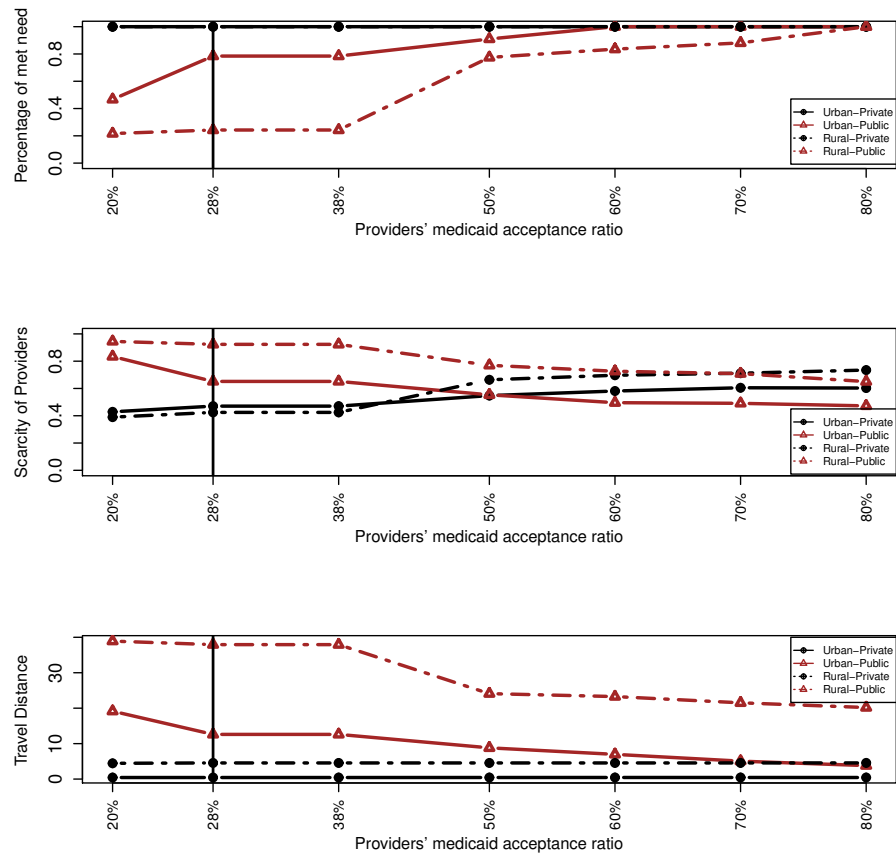 Percentage of met need
0.8
0.4
0.0
Urban−Private
Urban−Public
Rural−Private
Rural−Public
20%
28%
38%
50%
60%
70%
80%
Providers' medicaid acceptance ratio
Scarcity of Providers
0.8
0.4
0.0
Urban−Private
Urban−Public
Rural−Private
Rural−Public
20%
28%
38%
50%
60%
70%
80%
Providers' medicaid acceptance ratio
Travel Distance
30
10
0
Urban−Private
Urban−Public
Rural−Private
Rural−Public
20%
28%
38%
50%
60%
70%
80%
Providers' medicaid acceptance ratio